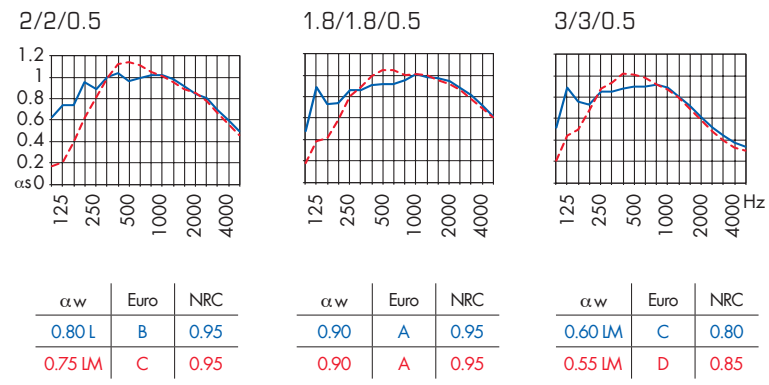 2/2/0.5
1.8/1.8/0.5
3/3/0.5
1.2
1
0.8
0.6
0.4
0.2
αs0
125 250 500 1000 2000 4000
125 250 500 1000 2000 4000
125 250 500 1000 2000 4000 Hz
αw Euro NRC
0.80 L B 0.95
0.75 LM C 0.95
αw Euro NRC
0.90 A 0.95
0.90 A 0.95
αw Euro NRC
0.60 LM C 0.80
0.55 LM D 0.85